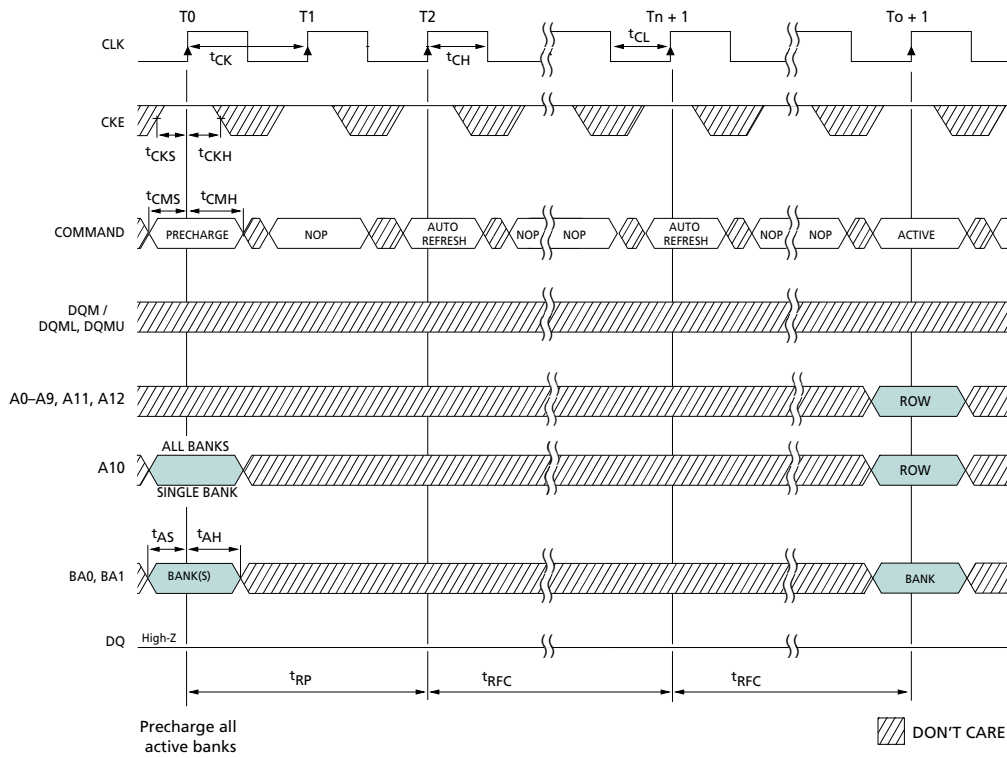 T0 T1 T2 Tn + 1 To + 1
CLK
tCK tCH tCL
CKE
tCKS tCKH
tCMS tCMH
COMMAND PRECHARGE NOP AUTO REFRESH NOP NOP AUTO REFRESH NOP NOP ACTIVE
DQM /
DQML, DQMU
A0–A9, A11, A12 ROW
ALL BANKS
A10 ROW
SINGLE BANK
tAS tAH
BA0, BA1 BANK(S) BANK
DQ High-Z
tRP tRFC tRFC
Precharge all
active banks
DON'T CARE